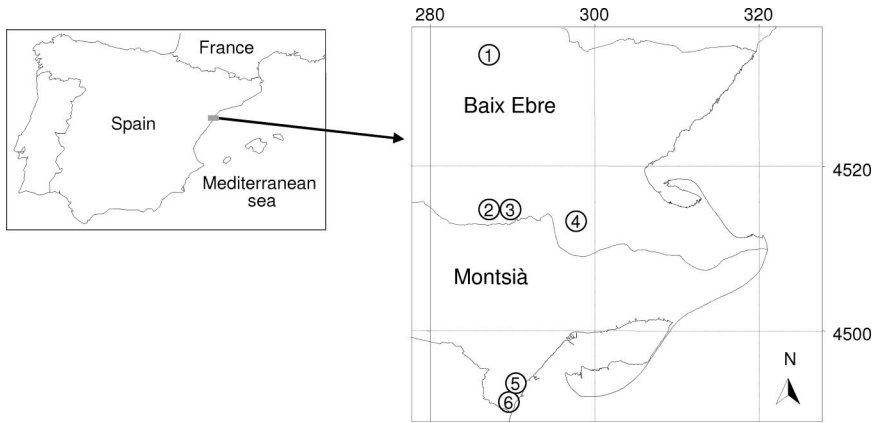 France
Spain
Mediterranean
sea
280
300
320
1
Baix Ebre
4520
2
3
4
Montsià
4500
5
6
N